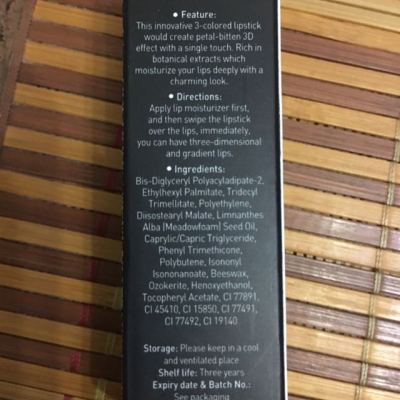 • Feature:
This innovative 3-colored lipstick
would create petal-bitten 3D
effect with a single touch. Rich in
botanical extracts which
moisturize your lips deeply with a
charming look.
• Directions:
Apply lip moisturizer first,
and then swipe the lipstick
over the lips, immediately,
you can have three-dimensional
and gradient lips.
• Ingredients:
Bis-Diglyceryl Polyacyladipate-2,
Ethylhexyl Palmitate, Tridecyl
Trimellitate, Polyethylene,
Diisostearyl Malate, Limnanthes
Alba (Meadowfoam) Seed Oil,
Caprylic/Capric Triglyceride,
Phenyl Trimethicone,
Polybutene, Isononyl
Isononanoate, Beeswax,
Ozokerite, Henoxyethanol,
Tocopheryl Acetate, CI 77891,
CI 45410, CI 15850, CI 77491,
CI 77492, CI 19140
Storage: Please keep in a cool
and ventilated place
Shelf life: Three years
Expiry date & Batch No.:
See packaging